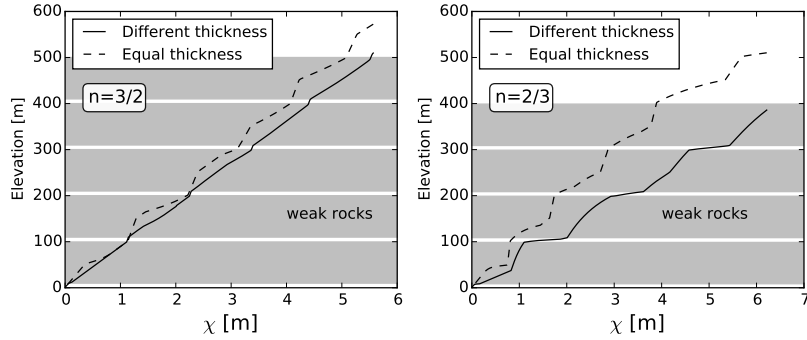 Different thickness
Equal thickness
n=3/2
weak rocks
Elevation [m]
600
500
400
300
200
100
0
0 1 2 3 4 5 6
χ [m]
Different thickness
Equal thickness
n=2/3
weak rocks
Elevation [m]
600
500
400
300
200
100
0
0 1 2 3 4 5 6 7
χ [m]